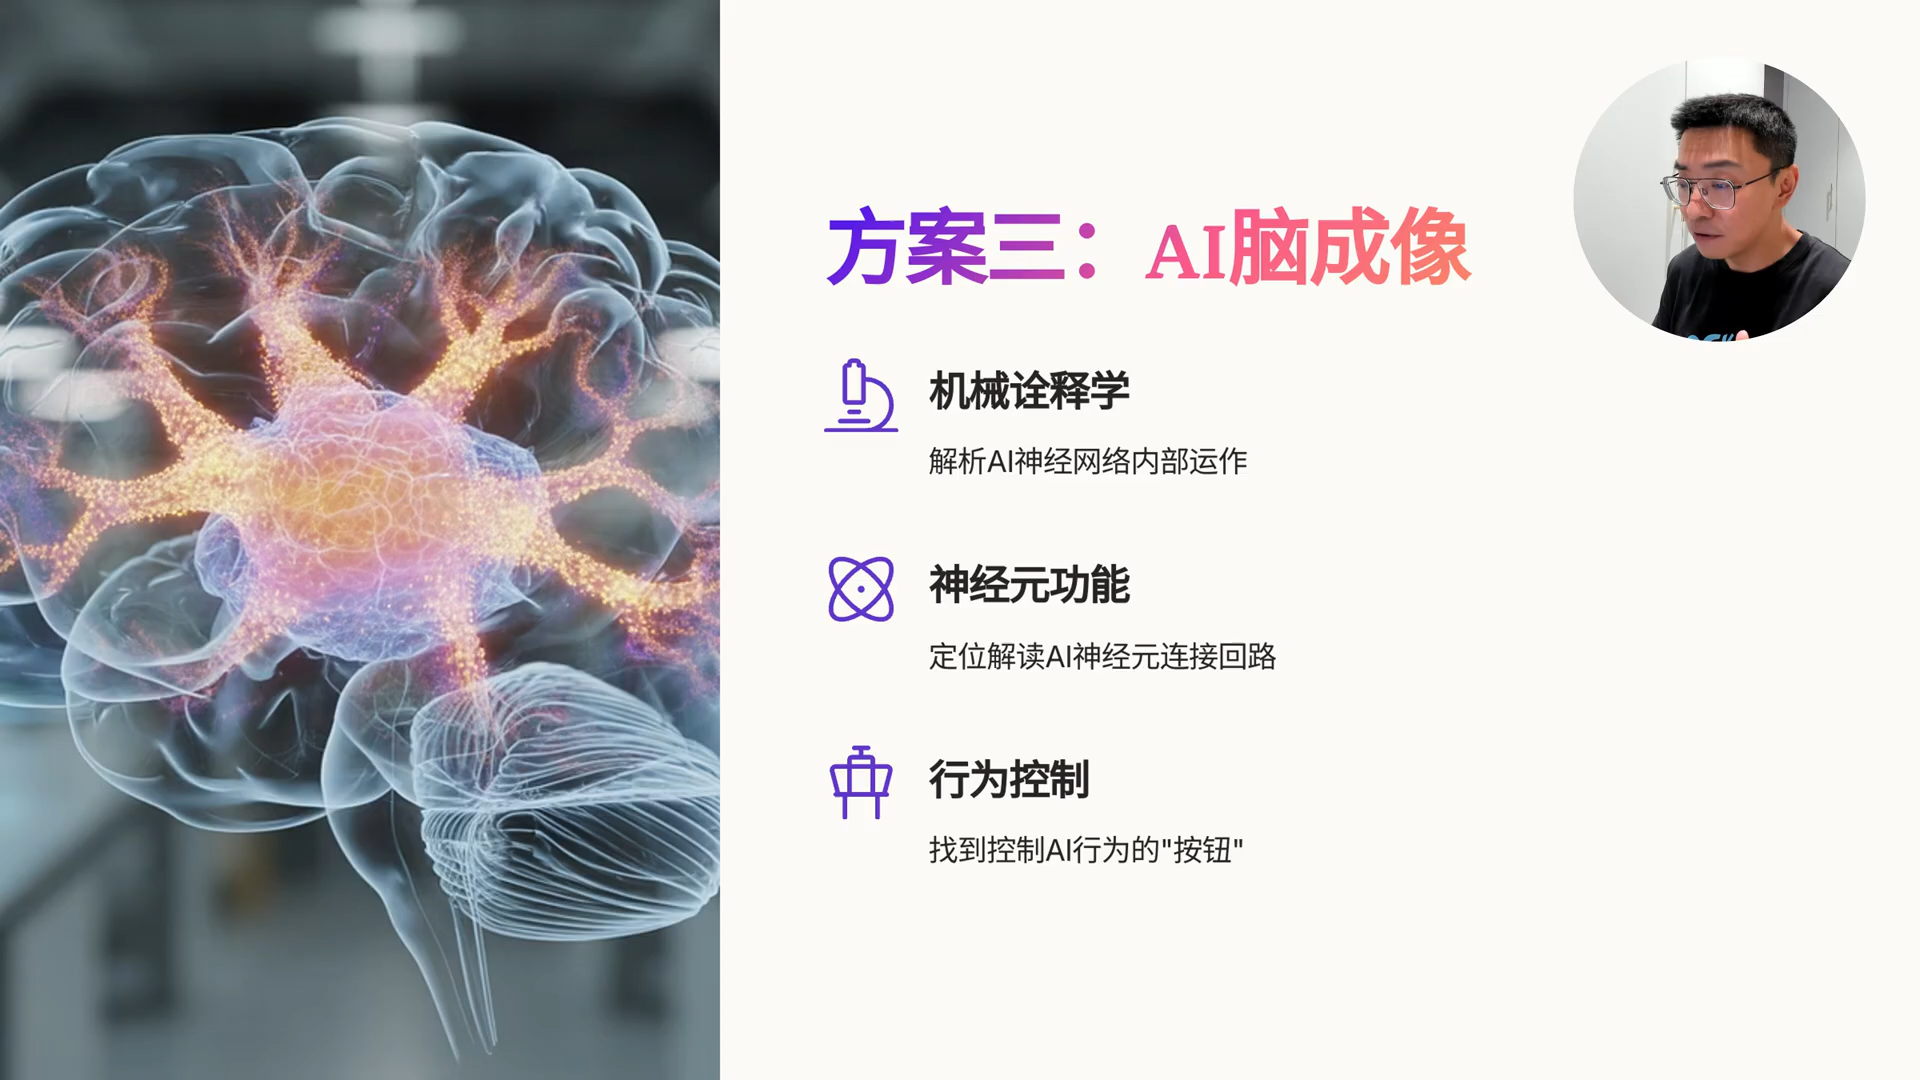 方案三：AI脑成像
机械诠释学
解析AI神经网络内部运作
神经元功能
定位解读AI神经元连接回路
行为控制
找到控制AI行为的"按钮"